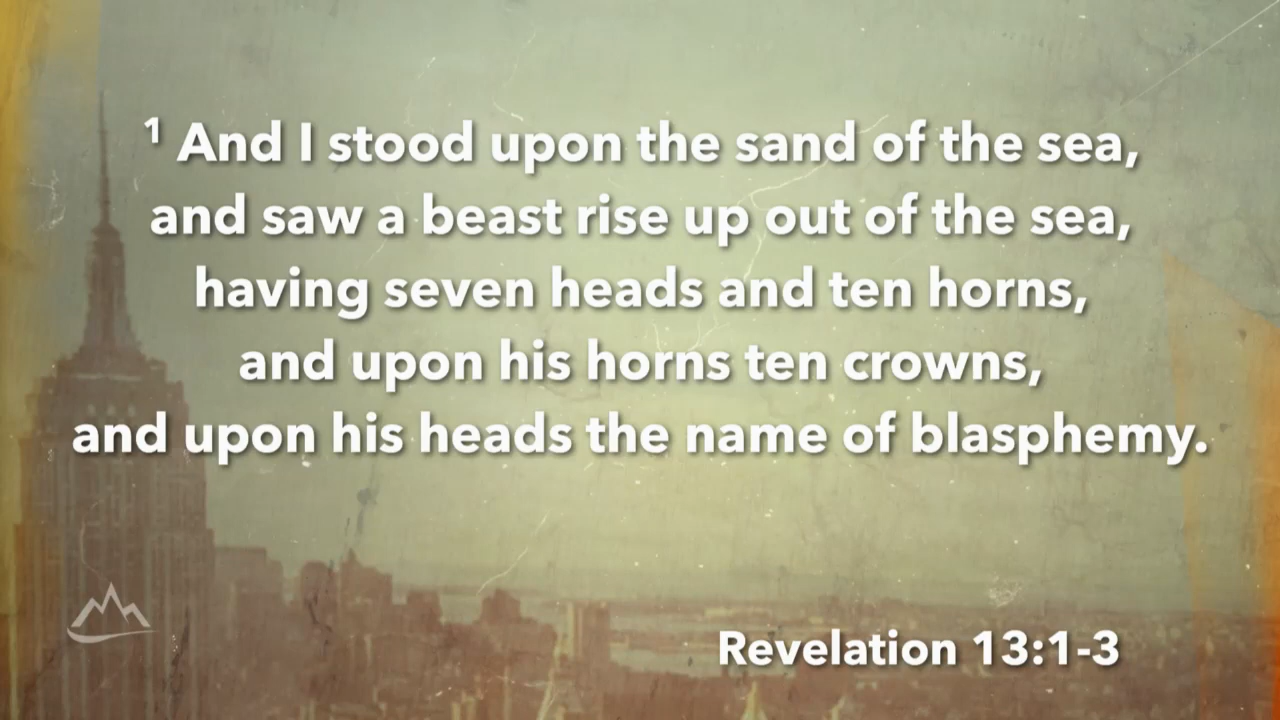 1 And I stood upon the sand of the sea,
and saw a beast rise up out of the sea,
having seven heads and ten horns,
and upon his horns ten crowns,
and upon his heads the name of blasphemy.
Revelation 13:1-3